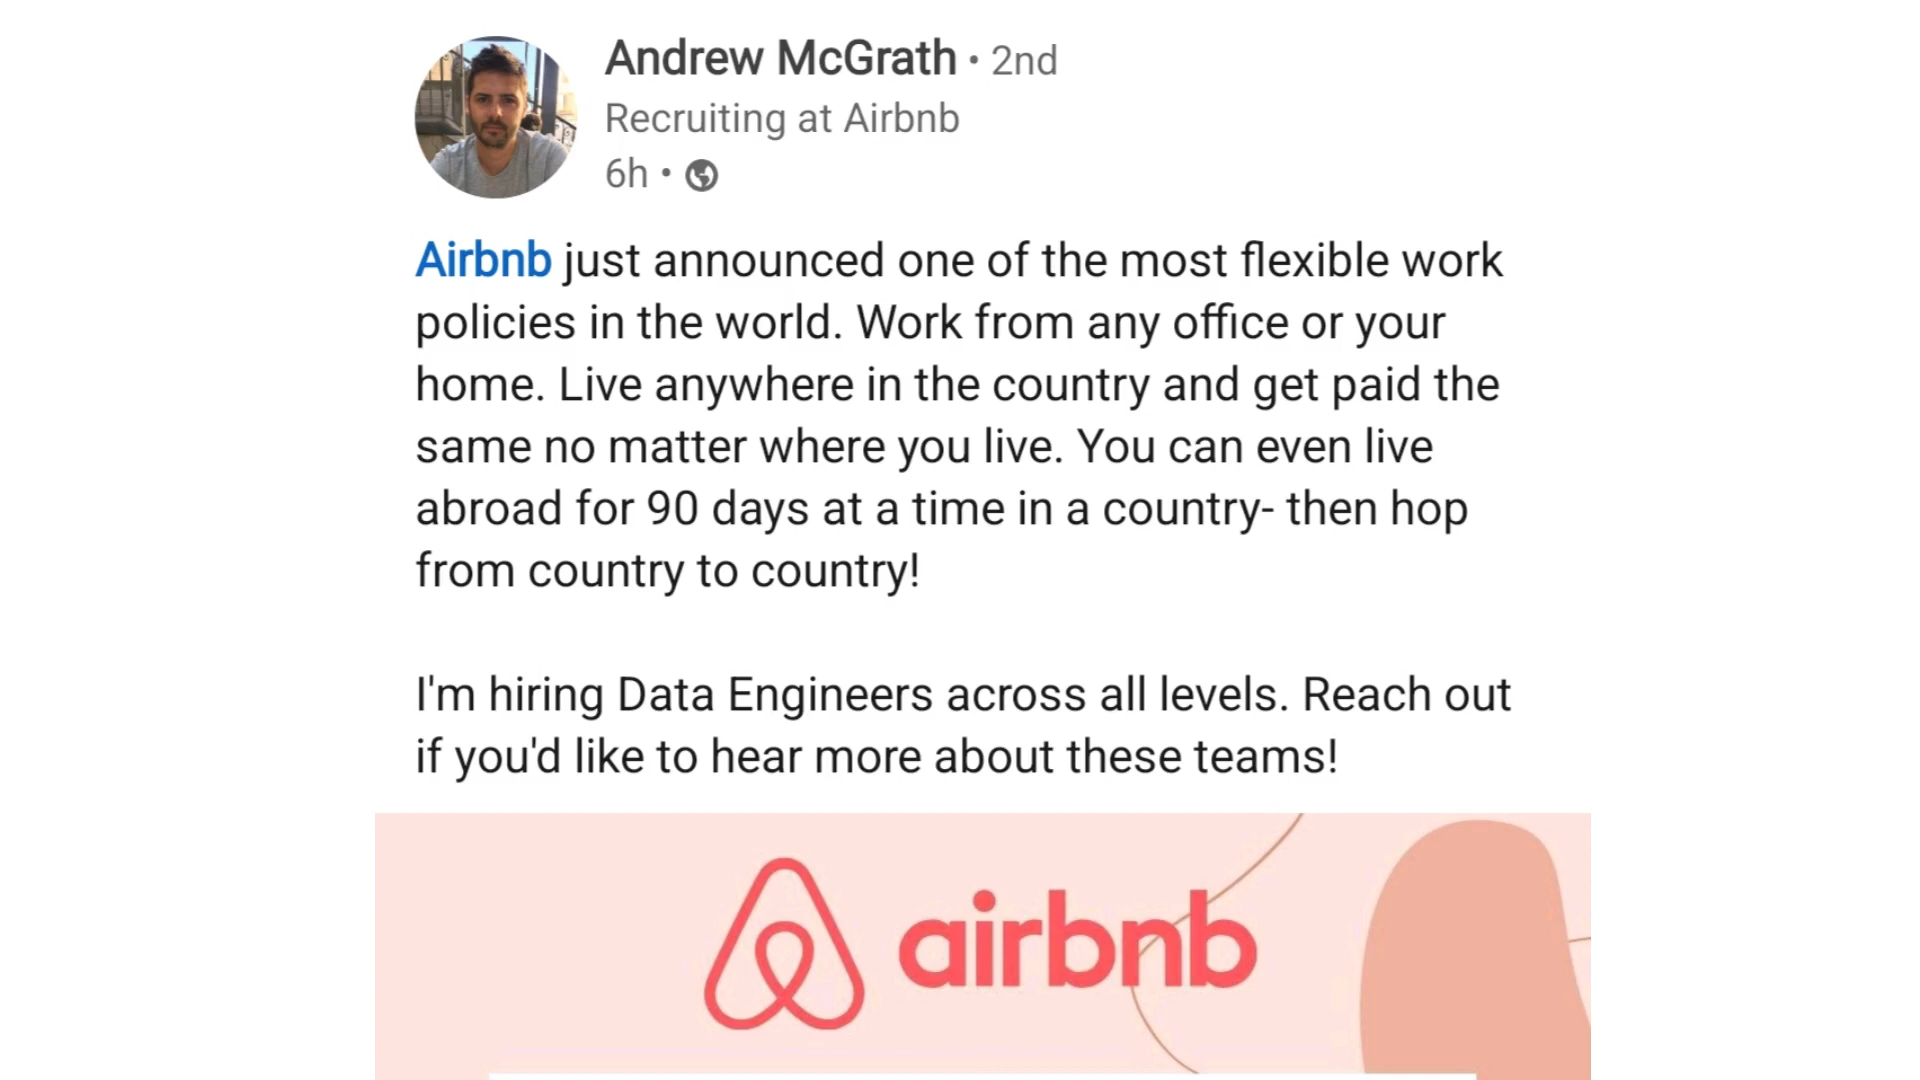 Andrew McGrath • 2nd
Recruiting at Airbnb
6h •
Airbnb just announced one of the most flexible work
policies in the world. Work from any office or your
home. Live anywhere in the country and get paid the
same no matter where you live. You can even live
abroad for 90 days at a time in a country- then hop
from country to country!
I'm hiring Data Engineers across all levels. Reach out
if you'd like to hear more about these teams!
airbnb